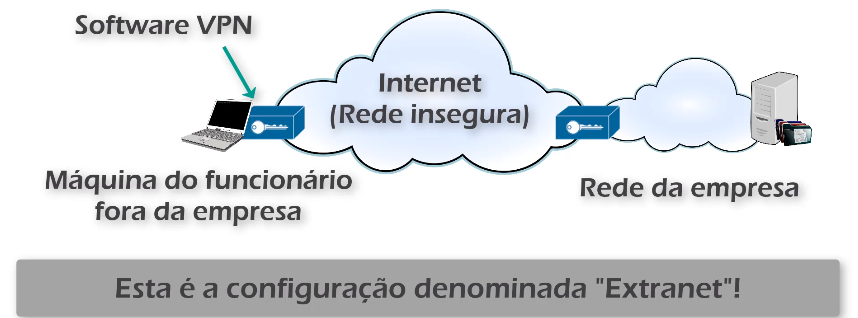 Software VPN
Internet
(Rede insegura)
Máquina do funcionário
fora da empresa
Rede da empresa
Esta é a configuração denominada "Extranet"!